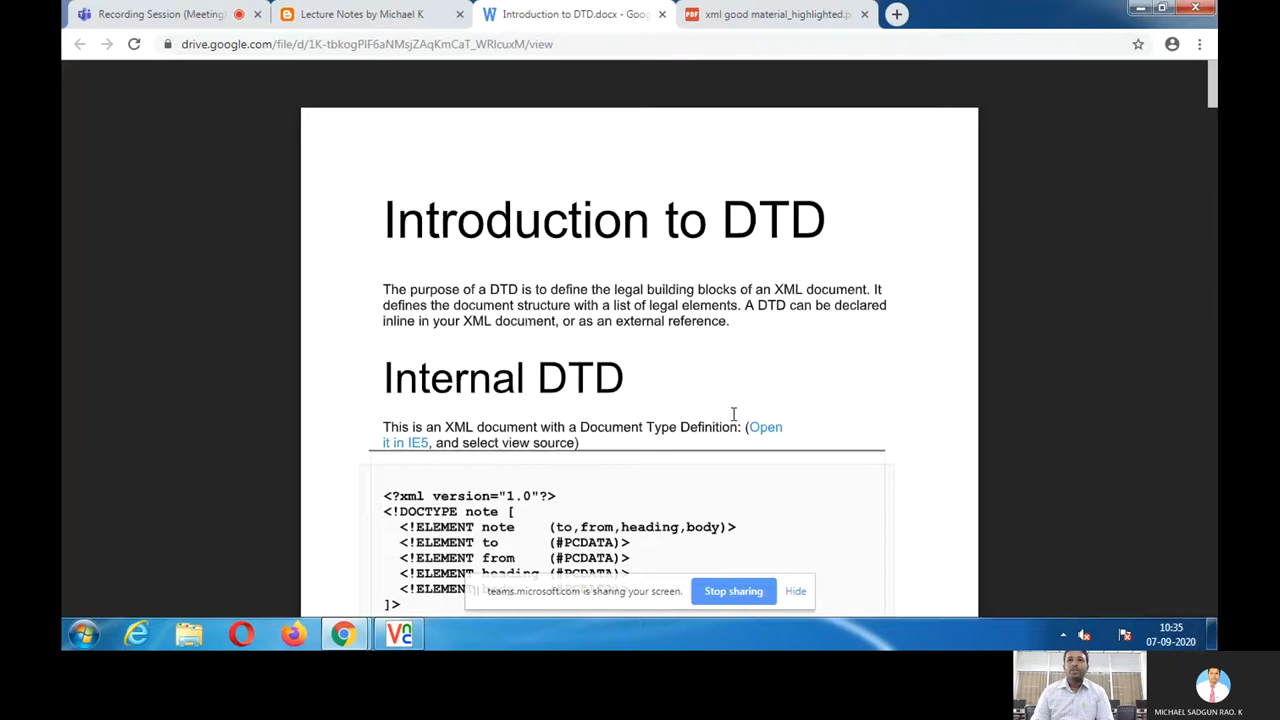 Recording Session (Meeting
Lecture Notes by Michael K
Introduction to DTD.docx - Goog
PDF
xml good material_highlighted.p
drive.google.com/file/d/1K-tbkogPIF6aNMsjZAqKmCaT_WRlcuxM/view
Introduction to DTD
The purpose of a DTD is to define the legal building blocks of an XML document. It
defines the document structure with a list of legal elements. A DTD can be declared
inline in your XML document, or as an external reference.
Internal DTD
This is an XML document with a Document Type Definition: (Open
it in IE5, and select view source)
<?xml version="1.0"?>
<!DOCTYPE note [
<!ELEMENT note (to,from,heading,body)>
<!ELEMENT to (#PCDATA)>
<!ELEMENT from (#PCDATA)>
<!ELEMENT heading (#PCDATA)>
<!ELEMENT
]>
teams.microsoft.com is sharing your screen.
Stop sharing
Hide
10:35
07-09-2020
MICHAEL SADGUN RAO. K